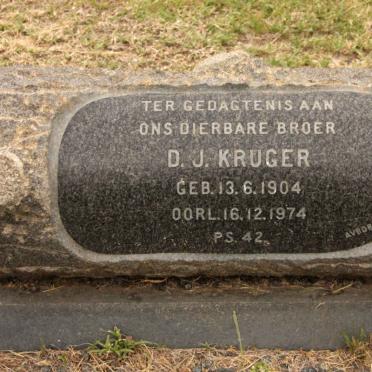 TER GEDAGTENIS AAN
ONS DIERBARE BROER
D. J. KRUGER
GEB. 13. 6. 1904
OORL. 16. 12. 1974
PS. 42.